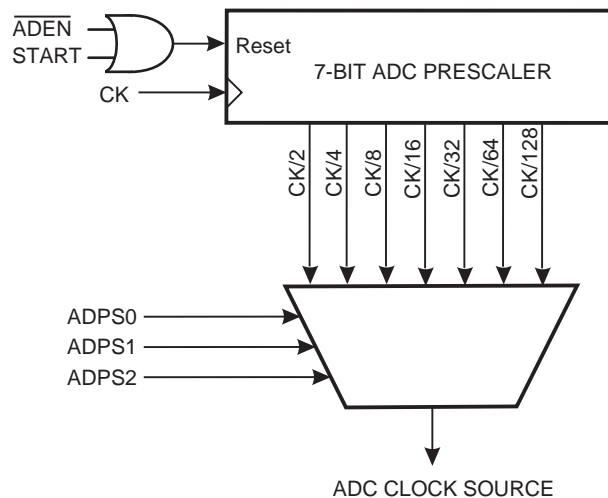 ADEN
START
CK
Reset
7-BIT ADC PRESCALER
CK/2
CK/4
CK/8
CK/16
CK/32
CK/64
CK/128
ADPS0
ADPS1
ADPS2
ADC CLOCK SOURCE